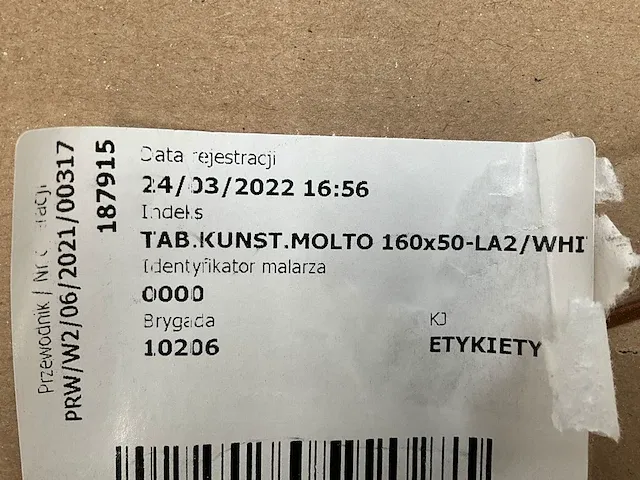 Data rejestracji
24/03/2022 16:56
Indeks
TAB.KUNST.MOLTO 160x50-LA2/WHI
Identyfikator malarza
0000
Brygada
10206
KJ
ETYKIETY
Przewodnik / Nr
PRW/W2/06/2021/00317
187915